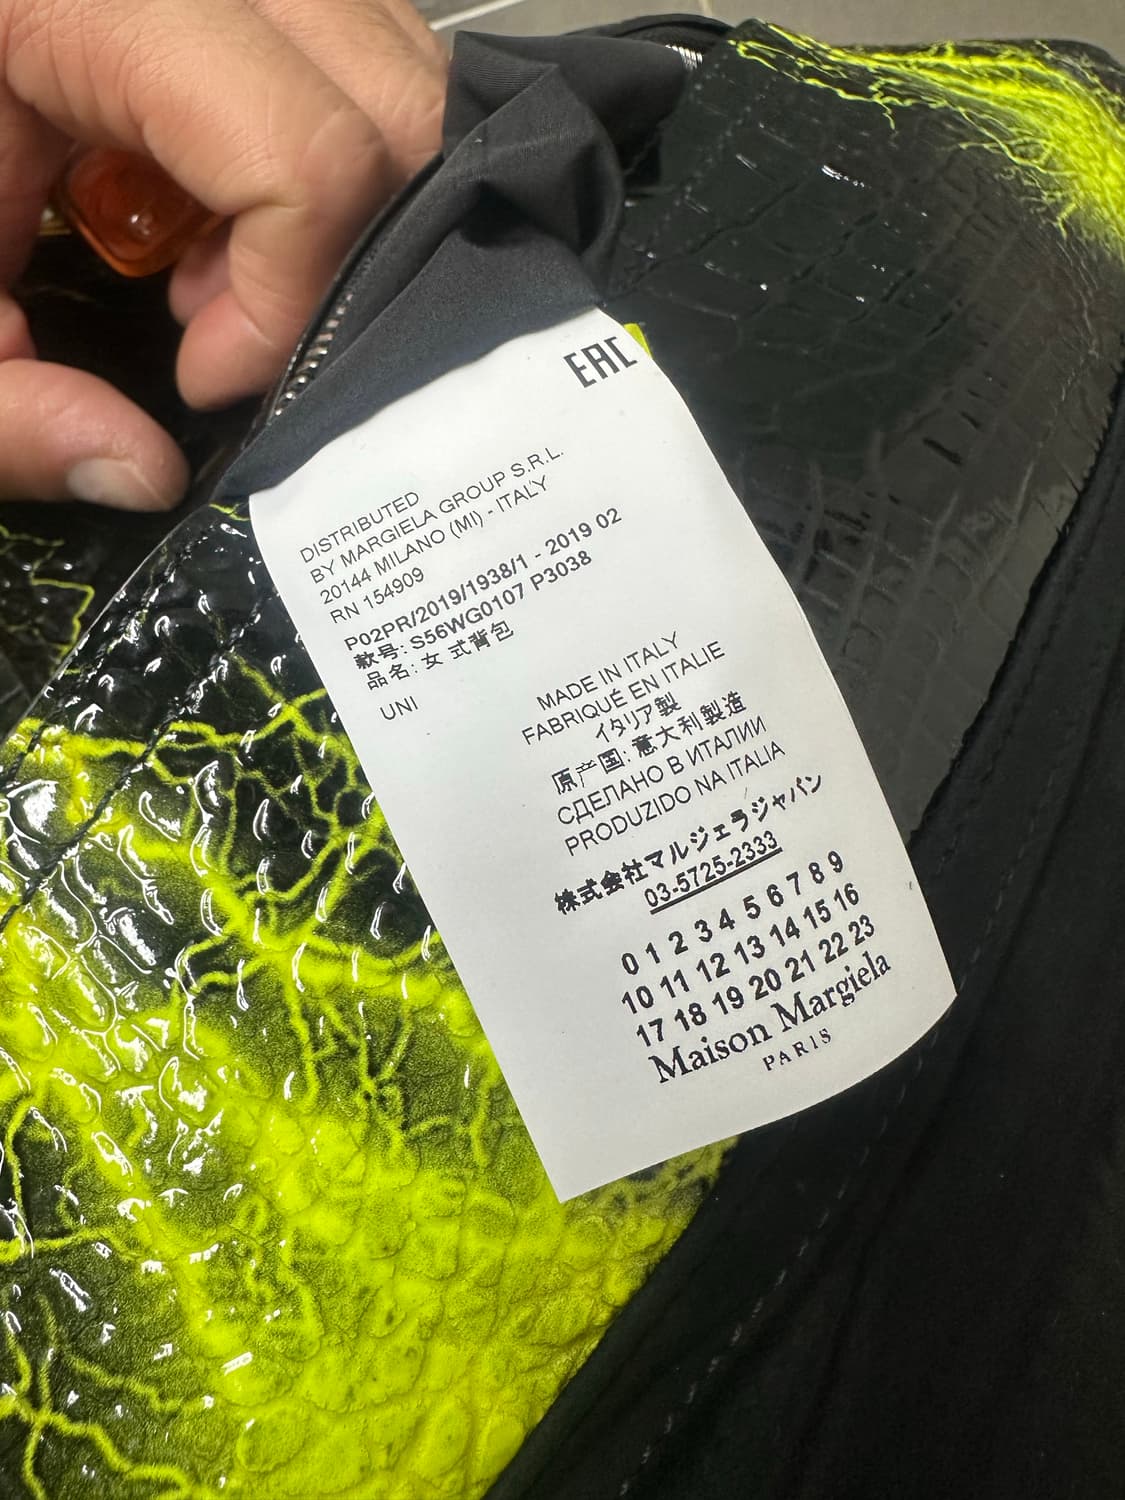 EAC
DISTRIBUTED
BY MARGIELA GROUP S.R.L.
20144 MILANO (MI) - ITALY
RN 154909
P02PR/2019/1938/1 - 2019 02
款号: S56WG0107 P3038
品名: 女 式背包
UNI
MADE IN ITALY
FABRIQUÉ EN ITALIE
イタリア製
原产国: 意大利製造
СДЕЛАНО В ИТАЛИИ
PRODUZIDO NA ITALIA
株式会社マルジェラジャパン
03-5725-2333
0 1 2 3 4 5 6 7 8 9
10 11 12 13 14 15 16
17 18 19 20 21 22 23
Maison Margiela
PARIS